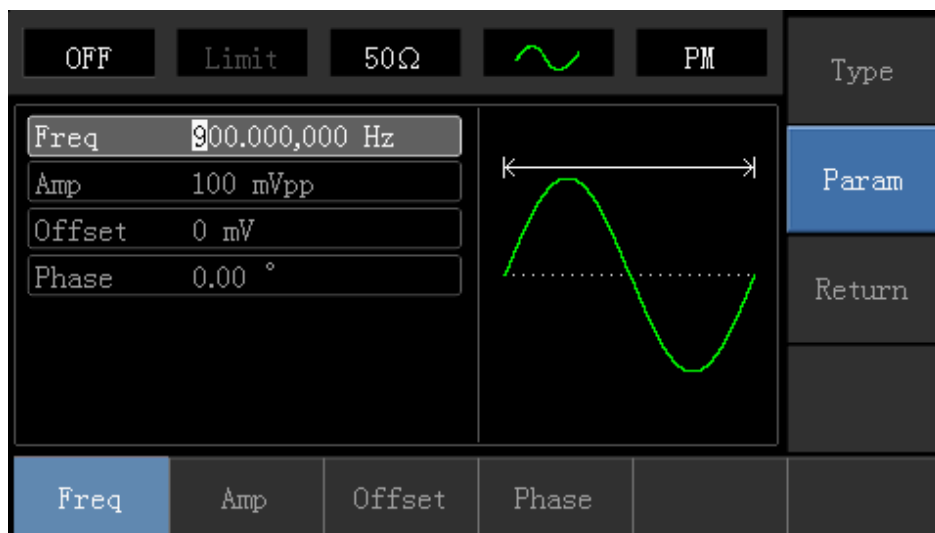 OFF Limit 50Ω PM
Type
Freq 900.000,000 Hz
Param
Amp 100 mVpp
Offset 0 mV
Phase 0.00 °
Return
Freq Amp Offset Phase